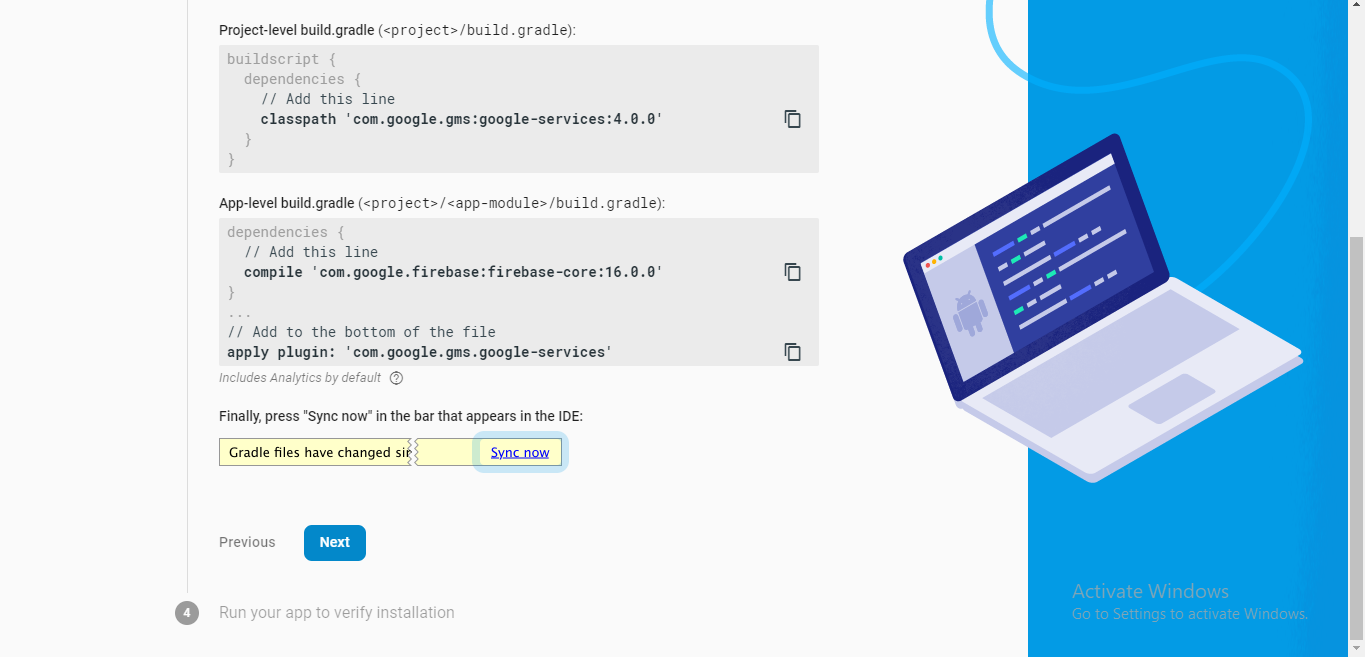 Project-level build.gradle (<project>/build.gradle):
buildscript {
  dependencies {
    // Add this line
    classpath 'com.google.gms:google-services:4.0.0'
  }
}
App-level build.gradle (<project>/<app-module>/build.gradle):
dependencies {
  // Add this line
  compile 'com.google.firebase:firebase-core:16.0.0'
}
...
// Add to the bottom of the file
apply plugin: 'com.google.gms.google-services'
Includes Analytics by default ?
Finally, press "Sync now" in the bar that appears in the IDE:
Gradle files have changed sin Sync now
Previous Next
4 Run your app to verify installation
Activate Windows
Go to Settings to activate Windows.